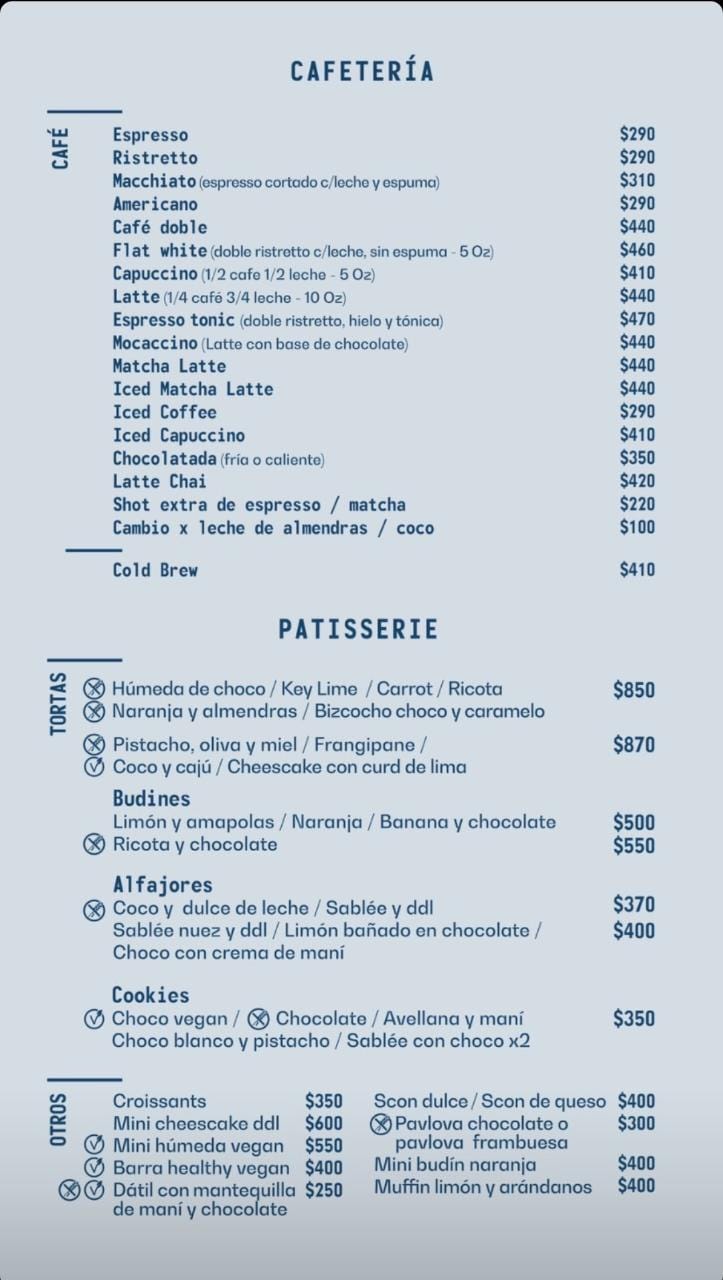 CAFETERÍA
CAFÉ
Espresso $290
Ristretto $290
Macchiato (espresso cortado c/leche y espuma) $310
Americano $290
Café doble $440
Flat white (doble ristretto c/leche, sin espuma - 5 Oz) $460
Capuccino (1/2 cafe 1/2 leche - 5 Oz) $410
Latte (1/4 café 3/4 leche - 10 Oz) $440
Espresso tonic (doble ristretto, hielo y tónica) $470
Mocaccino (Latte con base de chocolate) $440
Matcha Latte $440
Iced Matcha Latte $440
Iced Coffee $290
Iced Capuccino $410
Chocolatada (fría o caliente) $350
Latte Chai $420
Shot extra de espresso / matcha $220
Cambio x leche de almendras / coco $100
Cold Brew $410
PATISSERIE
TORTAS
Húmeda de choco / Key Lime / Carrot / Ricota $850
Naranja y almendras / Bizcocho choco y caramelo
Pistacho, oliva y miel / Frangipane / $870
Coco y cajú / Cheescake con curd de lima
Budines
Limón y amapolas / Naranja / Banana y chocolate $500
Ricota y chocolate $550
Alfajores
Coco y dulce de leche / Sablée y ddl $370
Sablée nuez y ddl / Limón bañado en chocolate / $400
Choco con crema de maní
Cookies
Choco vegan / Chocolate / Avellana y maní $350
Choco blanco y pistacho / Sablée con choco x2
OTROS
Croissants $350
Mini cheescake ddl $600
Mini húmeda vegan $550
Barra healthy vegan $400
Dátil con mantequilla $250
de maní y chocolate
Scon dulce / Scon de queso $400
Pavlova chocolate o $300
pavlova frambuesa
Mini budín naranja $400
Muffin limón y arándanos $400